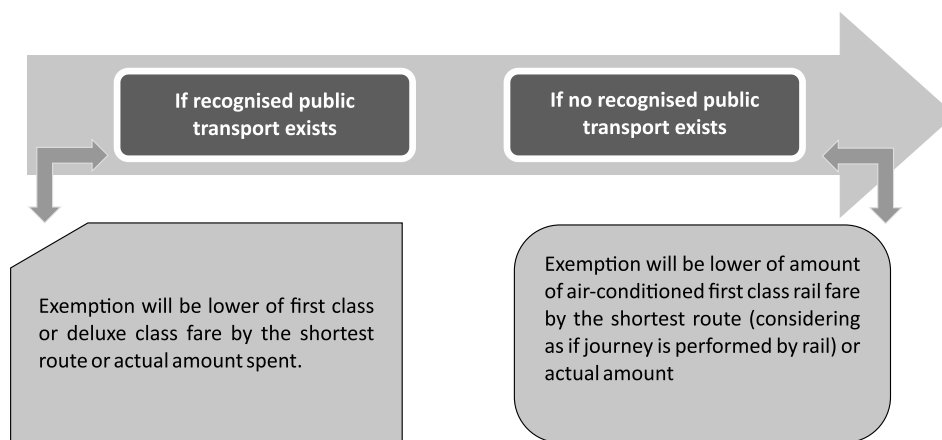 If recognised public
transport exists
If no recognised public
transport exists
Exemption will be lower of first class
or deluxe class fare by the shortest
route or actual amount spent.
Exemption will be lower of amount
of air-conditioned first class rail fare
by the shortest route (considering
as if journey is performed by rail) or
actual amount